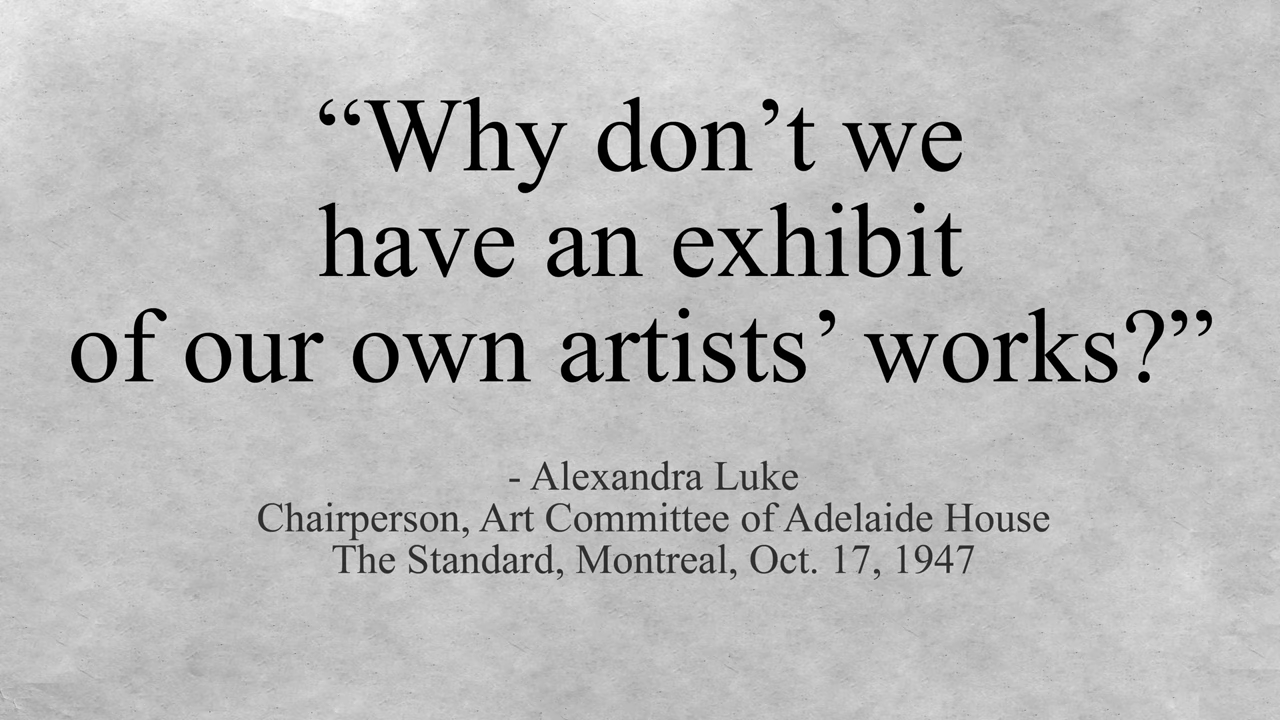 “Why don’t we
have an exhibit
of our own artists’ works?”
- Alexandra Luke
Chairperson, Art Committee of Adelaide House
The Standard, Montreal, Oct. 17, 1947